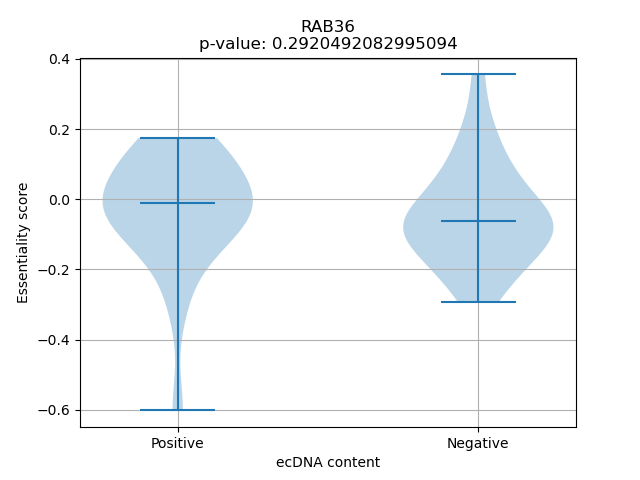 RAB36
p-value: 0.2920492082995094
0.4
0.2
0.0
−0.2
−0.4
−0.6
Essentiality score
Positive
Negative
ecDNA content